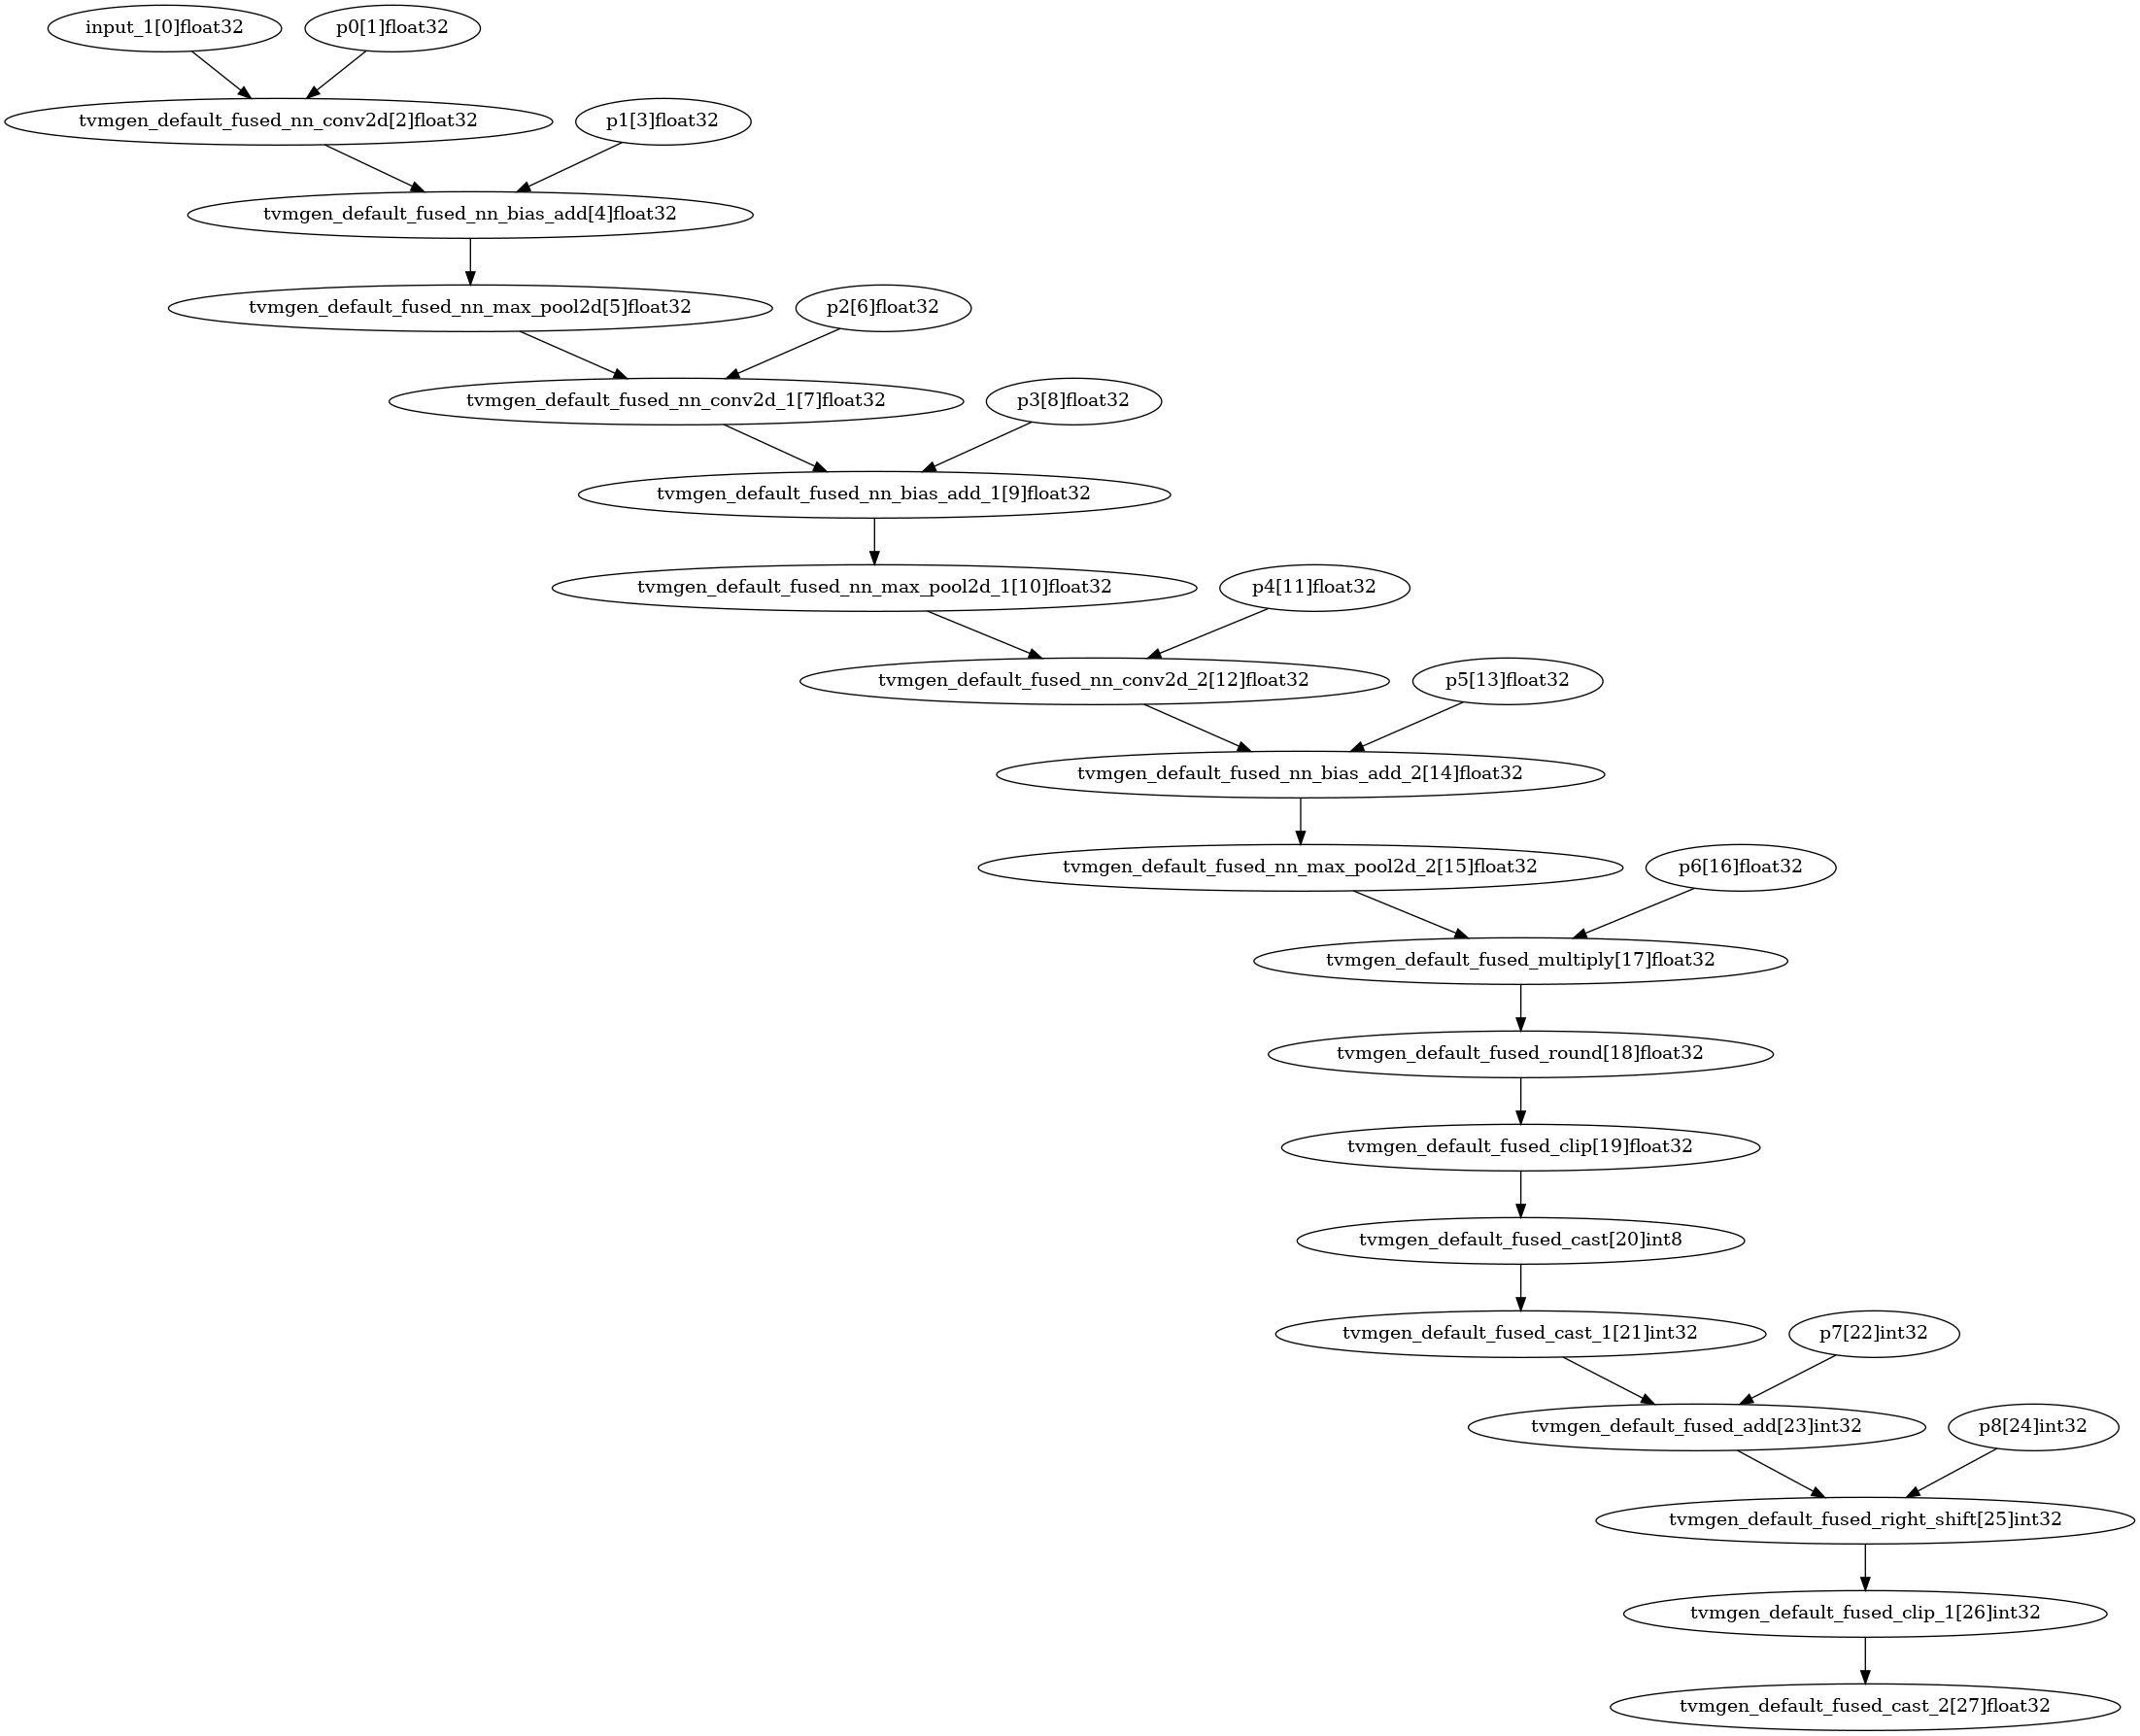 input_1[0]float32
p0[1]float32
tvmgen_default_fused_nn_conv2d[2]float32
p1[3]float32
tvmgen_default_fused_nn_bias_add[4]float32
tvmgen_default_fused_nn_max_pool2d[5]float32
p2[6]float32
tvmgen_default_fused_nn_conv2d_1[7]float32
p3[8]float32
tvmgen_default_fused_nn_bias_add_1[9]float32
tvmgen_default_fused_nn_max_pool2d_1[10]float32
p4[11]float32
tvmgen_default_fused_nn_conv2d_2[12]float32
p5[13]float32
tvmgen_default_fused_nn_bias_add_2[14]float32
tvmgen_default_fused_nn_max_pool2d_2[15]float32
p6[16]float32
tvmgen_default_fused_multiply[17]float32
tvmgen_default_fused_round[18]float32
tvmgen_default_fused_clip[19]float32
tvmgen_default_fused_cast[20]int8
tvmgen_default_fused_cast_1[21]int32
p7[22]int32
tvmgen_default_fused_add[23]int32
p8[24]int32
tvmgen_default_fused_right_shift[25]int32
tvmgen_default_fused_clip_1[26]int32
tvmgen_default_fused_cast_2[27]float32